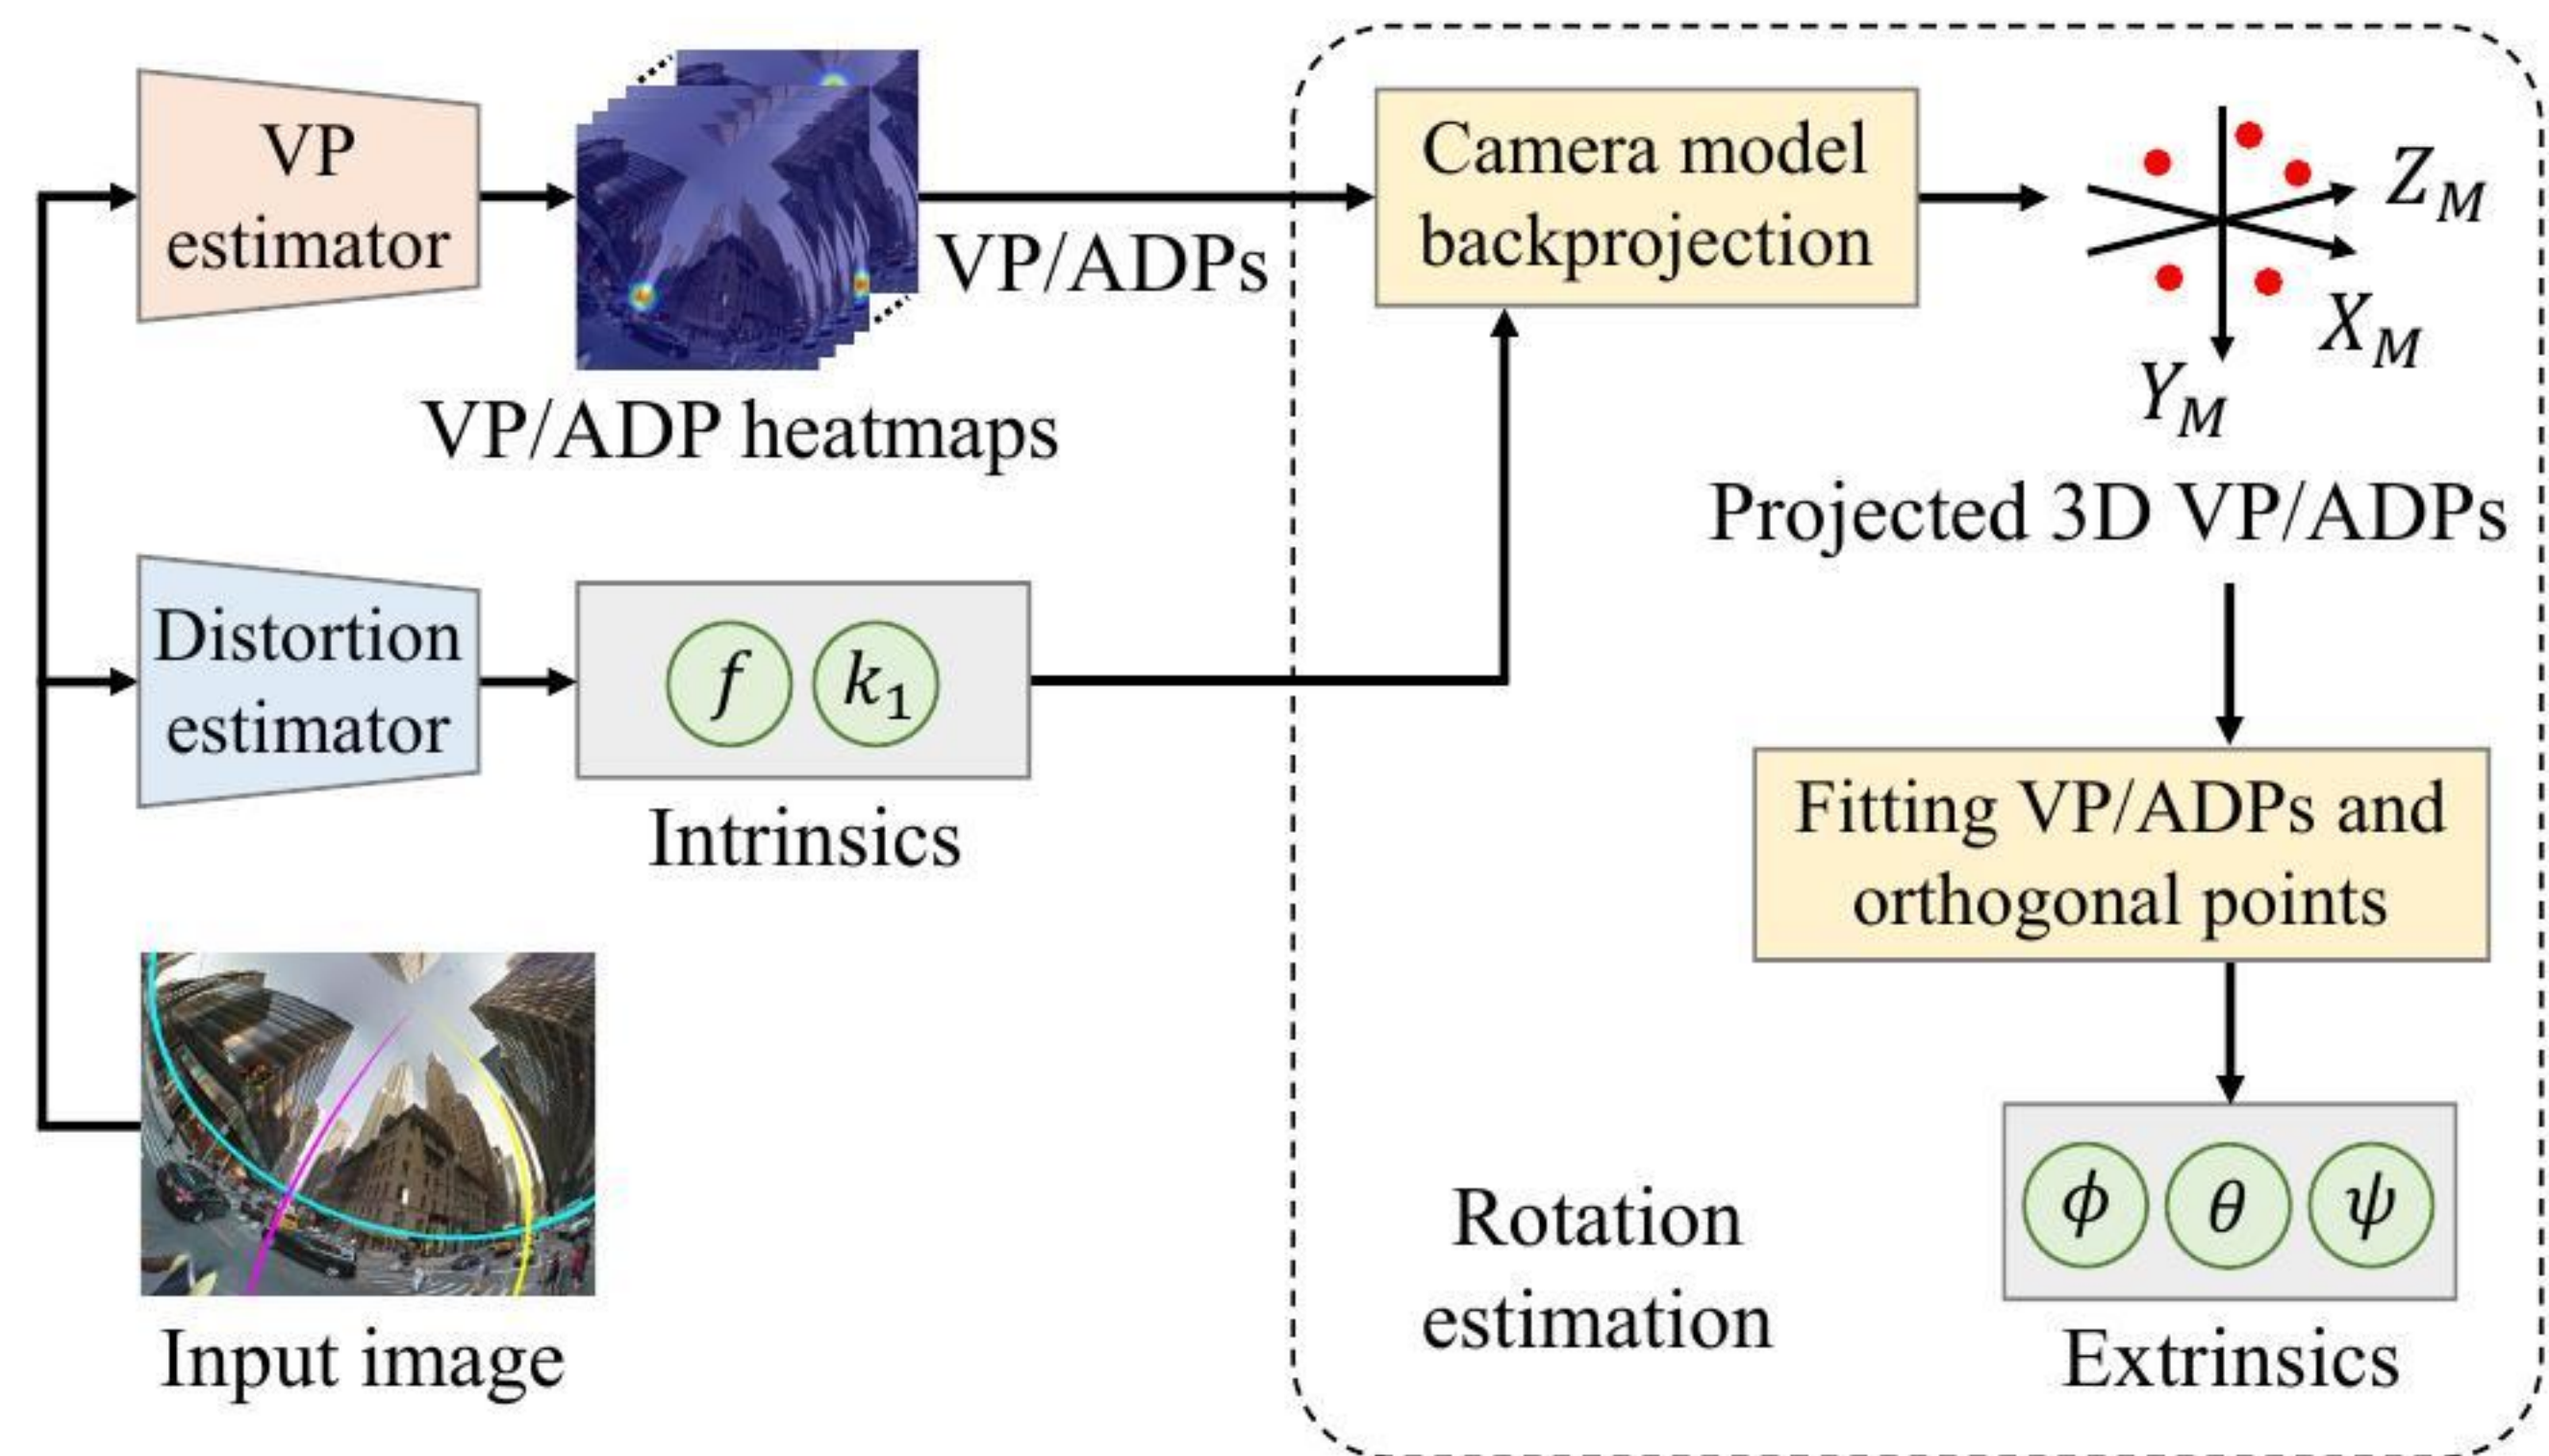 VP
estimator
VP/ADPs
VP/ADP heatmaps
Camera model
backprojection
Z_M
X_M
Y_M
Projected 3D VP/ADPs
Distortion
estimator
f k₁
Intrinsics
Fitting VP/ADPs and
orthogonal points
Input image
Rotation
estimation
ϕ θ ψ
Extrinsics